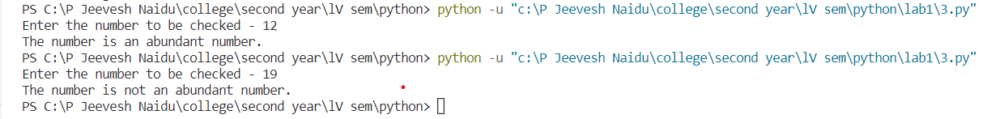 PS C:\P Jeevesh Naidu\college\second year\lV sem\python> python -u "c:\P Jeevesh Naidu\college\second year\lV sem\python\lab1\3.py"
Enter the number to be checked - 12
The number is an abundant number.
PS C:\P Jeevesh Naidu\college\second year\lV sem\python> python -u "c:\P Jeevesh Naidu\college\second year\lV sem\python\lab1\3.py"
Enter the number to be checked - 19
The number is not an abundant number.
PS C:\P Jeevesh Naidu\college\second year\lV sem\python>